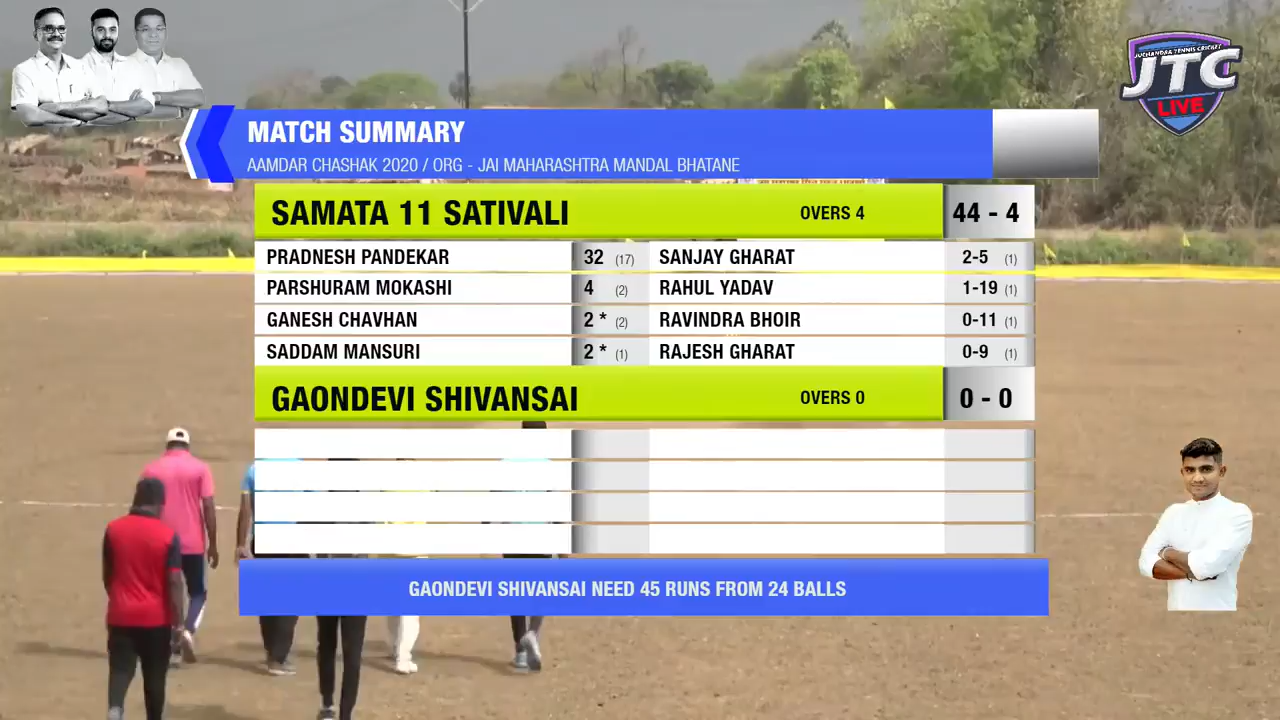 JUCHANDRA TENNIS CRICKET
JTC
LIVE
MATCH SUMMARY
AAMDAR CHASHAK 2020 / ORG - JAI MAHARASHTRA MANDAL BHATANE
SAMATA 11 SATIVALI OVERS 4 44 - 4
PRADNESH PANDEKAR 32 (17) SANJAY GHARAT 2-5 (1)
PARSHURAM MOKASHI 4 (2) RAHUL YADAV 1-19 (1)
GANESH CHAVHAN 2 * (2) RAVINDRA BHOIR 0-11 (1)
SADDAM MANSURI 2 * (1) RAJESH GHARAT 0-9 (1)
GAONDEVI SHIVANSAI OVERS 0 0 - 0
GAONDEVI SHIVANSAI NEED 45 RUNS FROM 24 BALLS